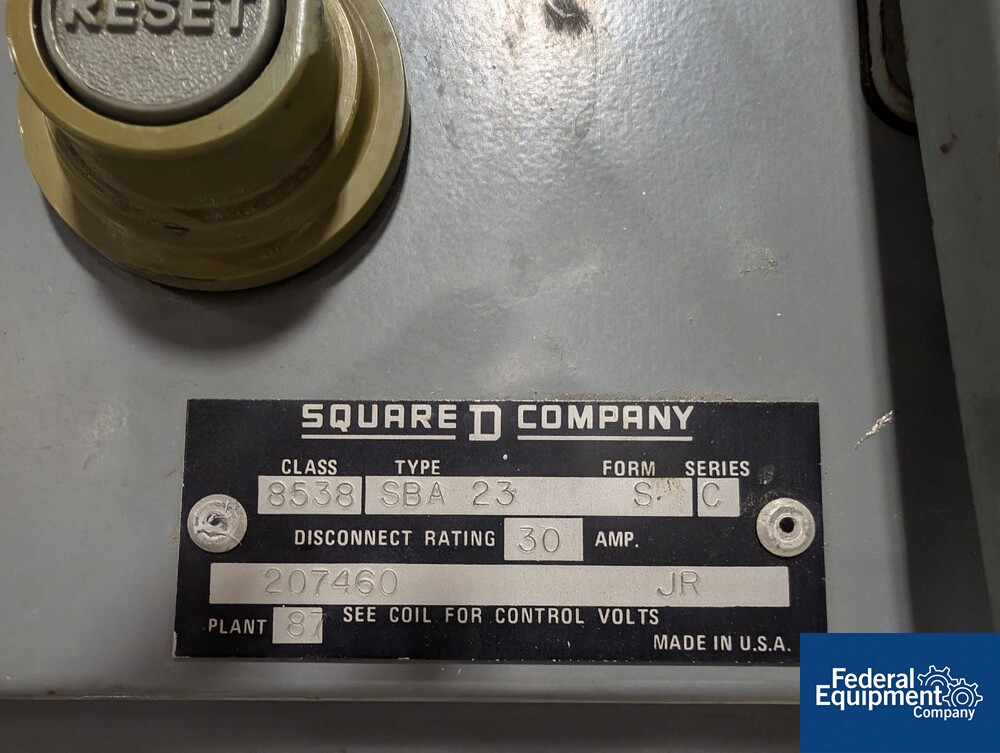 RESET
SQUARE D COMPANY
CLASS TYPE FORM SERIES
8538 SBA 23 S C
DISCONNECT RATING 30 AMP.
207460 JR
PLANT 87 SEE COIL FOR CONTROL VOLTS
MADE IN U.S.A.
Federal
Equipment
Company